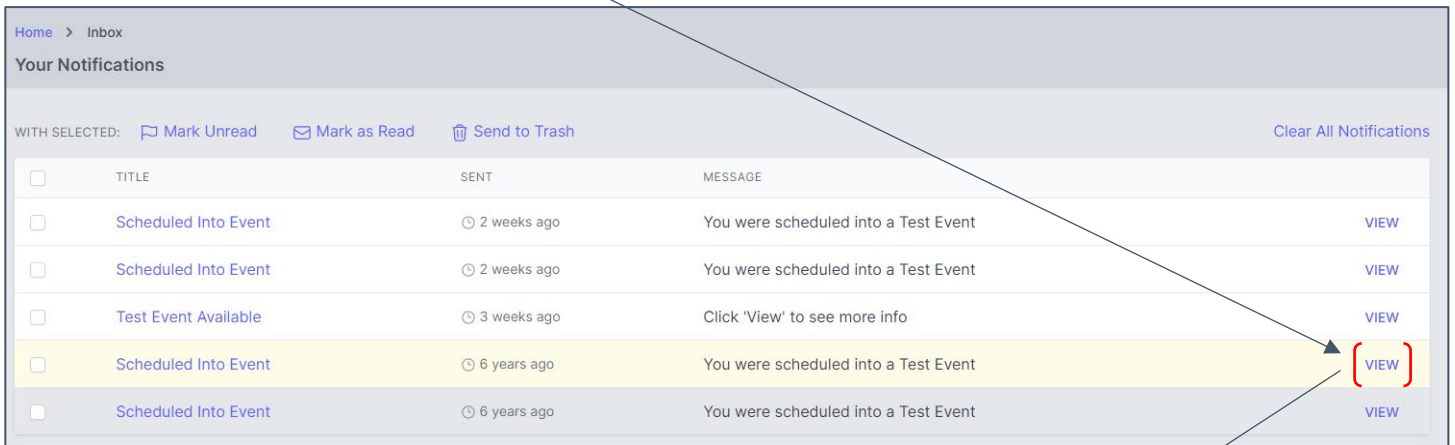 Home > Inbox
Your Notifications
WITH SELECTED: Mark Unread Mark as Read Send to Trash Clear All Notifications
TITLE SENT MESSAGE
Scheduled Into Event 2 weeks ago You were scheduled into a Test Event VIEW
Scheduled Into Event 2 weeks ago You were scheduled into a Test Event VIEW
Test Event Available 3 weeks ago Click 'View' to see more info VIEW
Scheduled Into Event 6 years ago You were scheduled into a Test Event VIEW
Scheduled Into Event 6 years ago You were scheduled into a Test Event VIEW